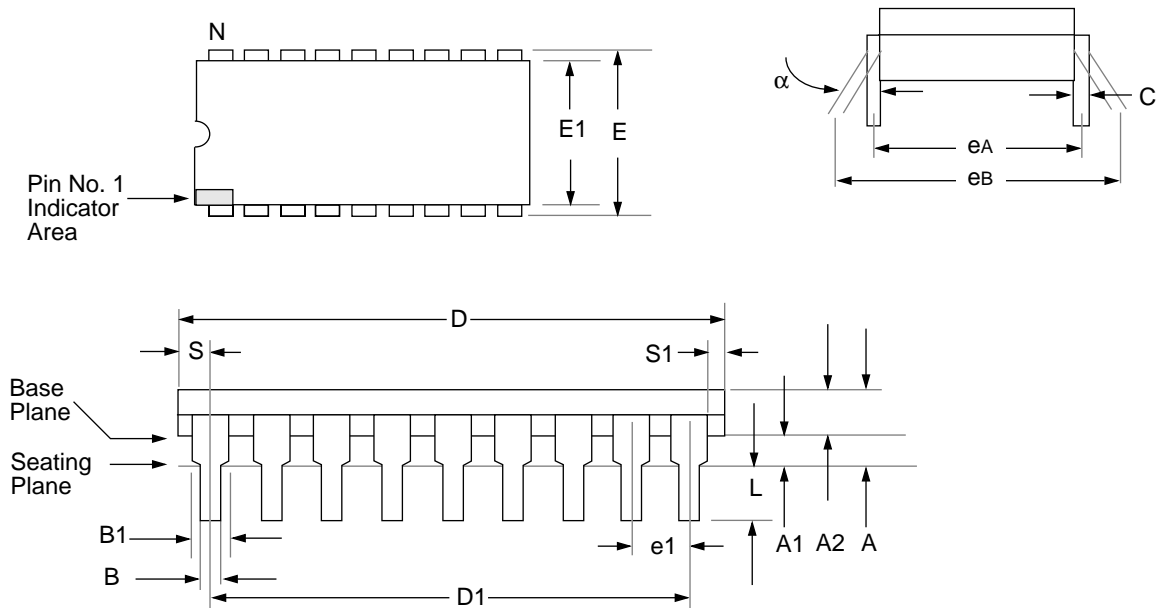 N
E1
E
Pin No. 1
Indicator
Area
α
C
eA
eB
D
S
S1
Base
Plane
Seating
Plane
L
B1
B
e1
A1
A2
A
D1